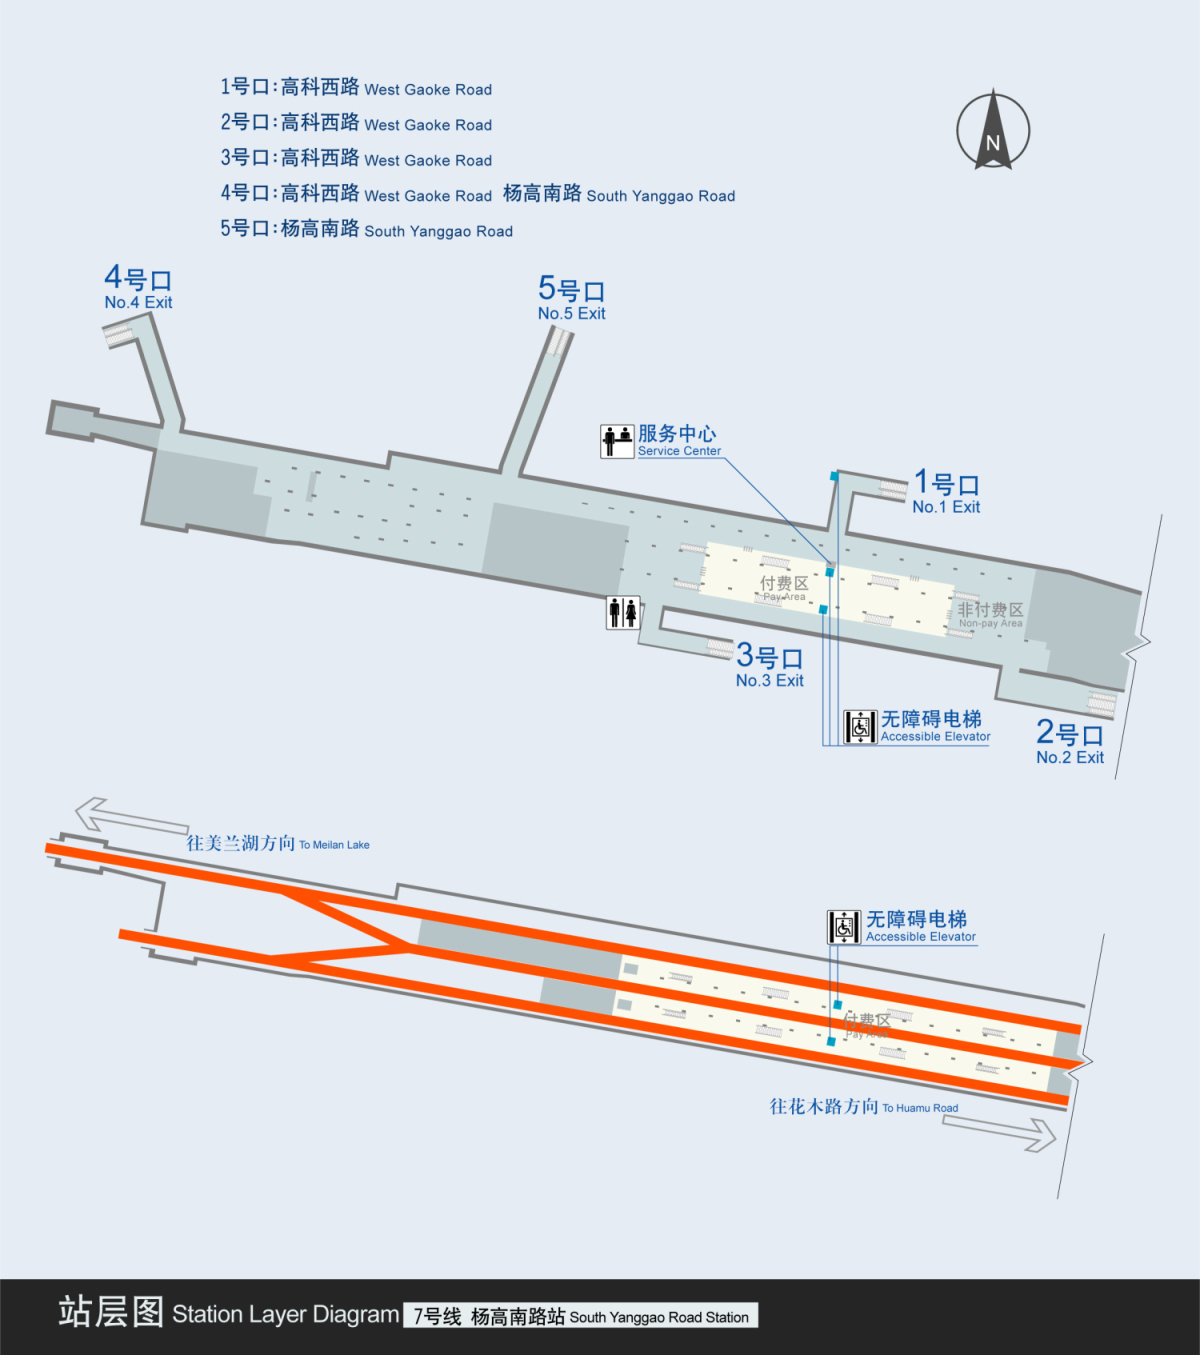 1号口：高科西路 West Gaoke Road
2号口：高科西路 West Gaoke Road
3号口：高科西路 West Gaoke Road
4号口：高科西路 West Gaoke Road 杨高南路 South Yanggao Road
5号口：杨高南路 South Yanggao Road
N
4号口
No.4 Exit
5号口
No.5 Exit
服务中心
Service Center
1号口
No.1 Exit
付费区
Pay Area
非付费区
Non-pay Area
3号口
No.3 Exit
无障碍电梯
Accessible Elevator
2号口
No.2 Exit
往美兰湖方向 To Meilan Lake
无障碍电梯
Accessible Elevator
付费区
Pay Area
往花木路方向 To Huamu Road
站层图 Station Layer Diagram 7号线 杨高南路站 South Yanggao Road Station